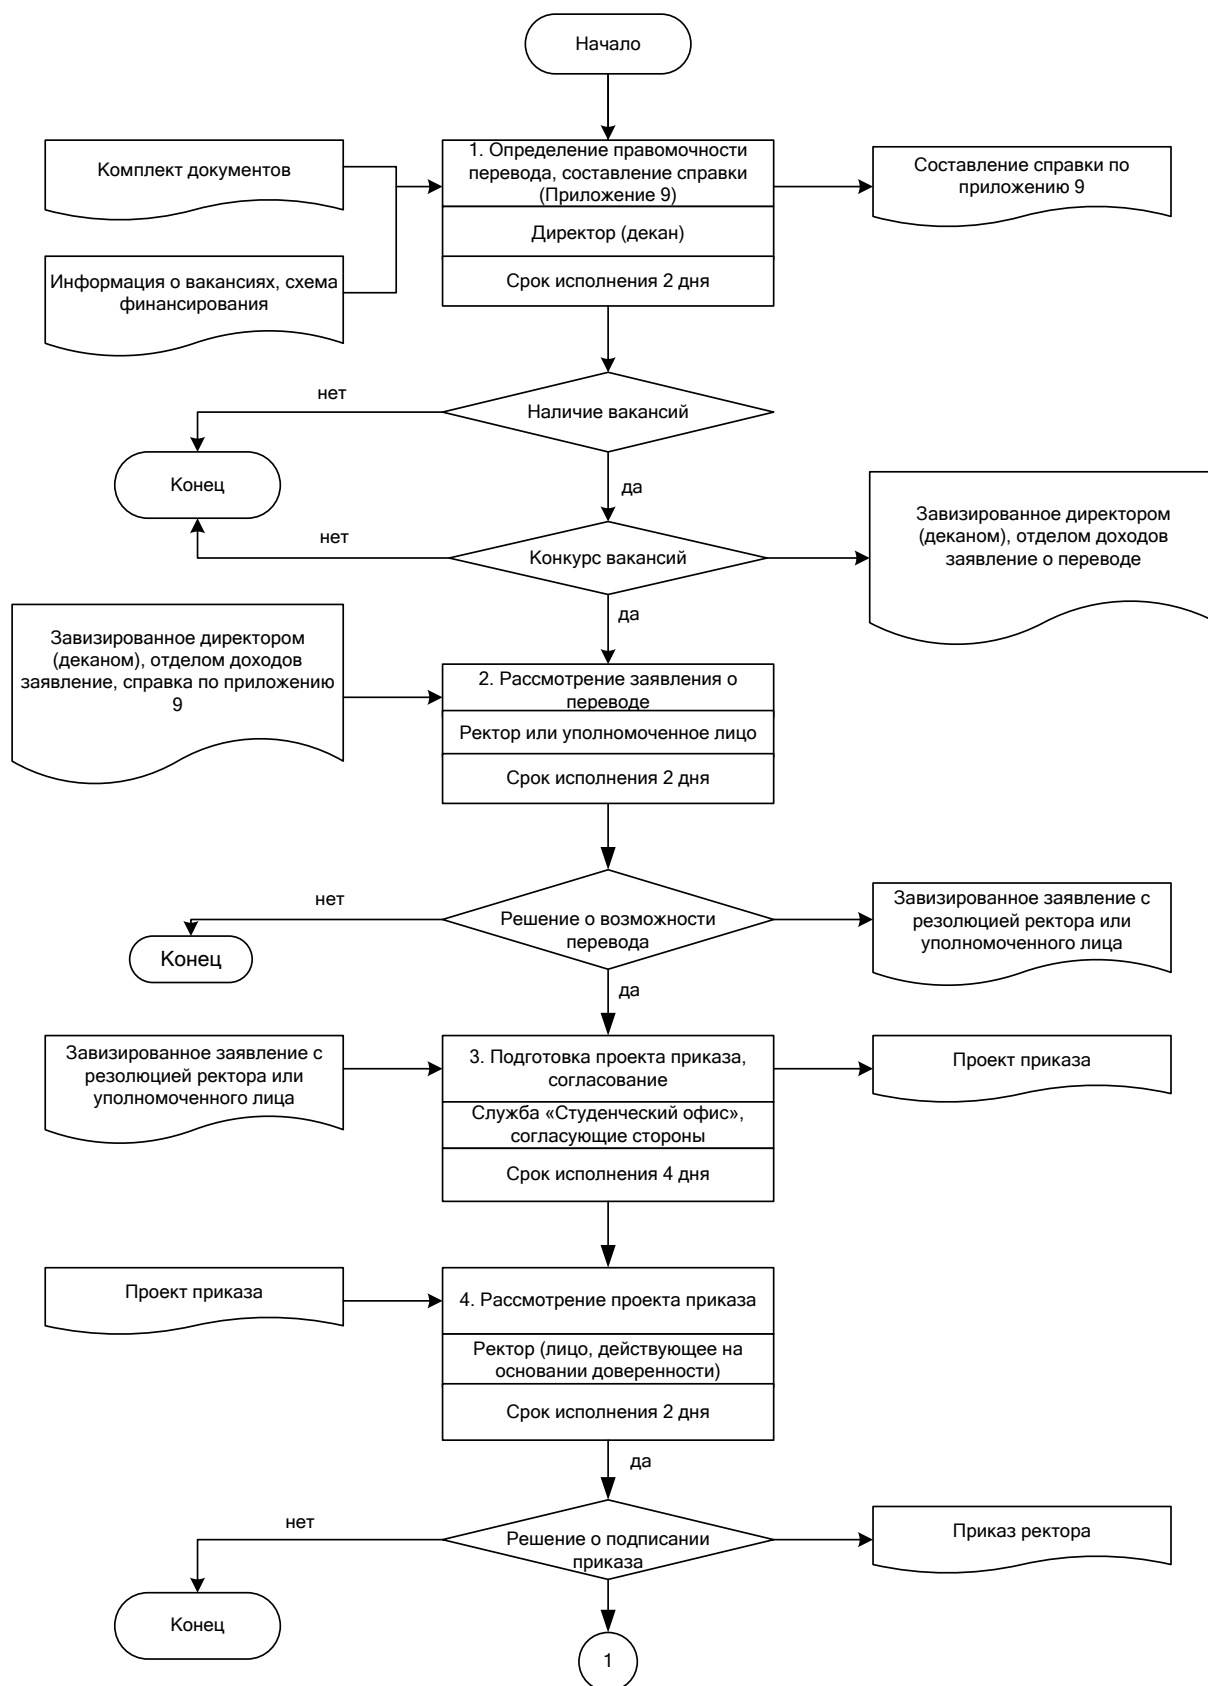 Начало
Комплект документов
1. Определение правомочности
перевода, составление справки
(Приложение 9)
Составление справки по
приложению 9
Директор (декан)
Информация о вакансиях, схема
финансирования
Срок исполнения 2 дня
нет
Наличие вакансий
Конец
да
Завизированное директором
(деканом), отделом доходов
заявление о переводе
нет
Конкурс вакансий
да
Завизированное директором
(деканом), отделом доходов
заявление, справка по приложению
9
2. Рассмотрение заявления о
переводе
Ректор или уполномоченное лицо
Срок исполнения 2 дня
нет
Решение о возможности
перевода
Завизированное заявление с
резолюцией ректора или
уполномоченного лица
Конец
да
Завизированное заявление с
резолюцией ректора или
уполномоченного лица
3. Подготовка проекта приказа,
согласование
Проект приказа
Служба «Студенческий офис»,
согласующие стороны
Срок исполнения 4 дня
Проект приказа
4. Рассмотрение проекта приказа
Ректор (лицо, действующее на
основании доверенности)
Срок исполнения 2 дня
да
нет
Решение о подписании
приказа
Приказ ректора
Конец
1